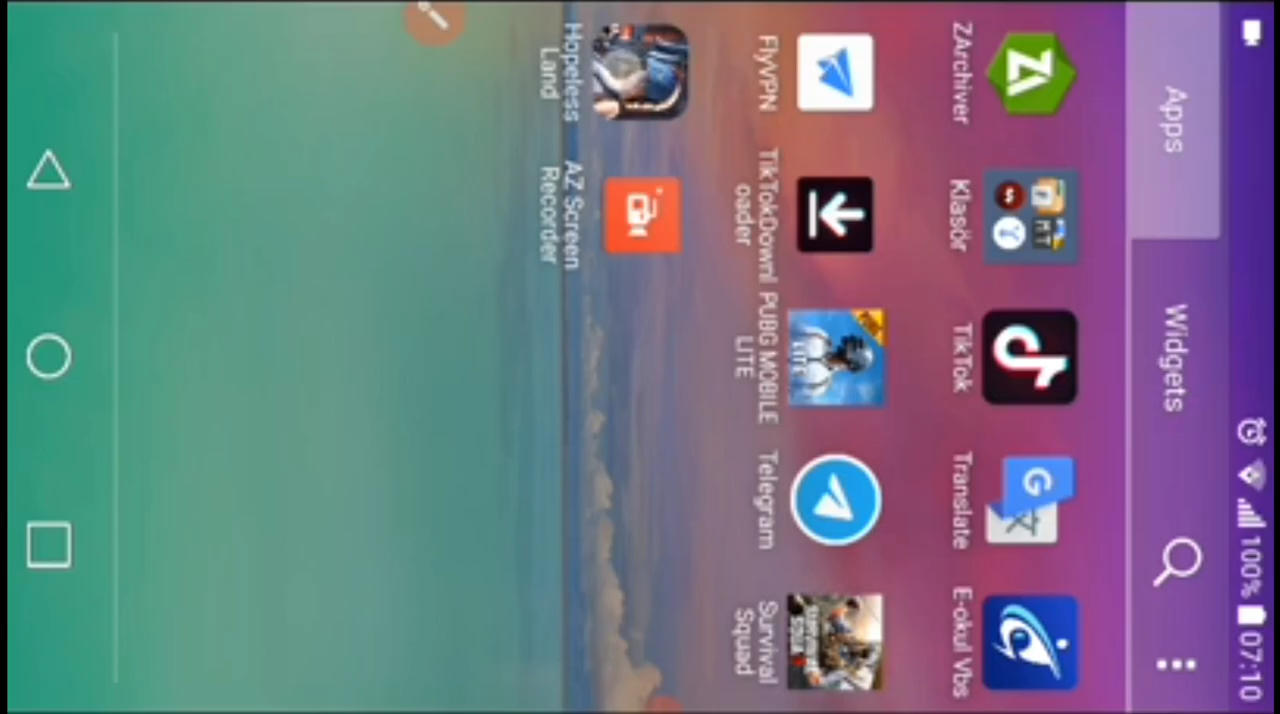 100% 07:10
Apps Widgets
ZArchiver Klasör TikTok Translate E-okul Vbs
FlyVPN TikTokDownl PUBG MOBILE Telegram Survival
oader LITE Squad
Hopeless AZ Screen
Land Recorder